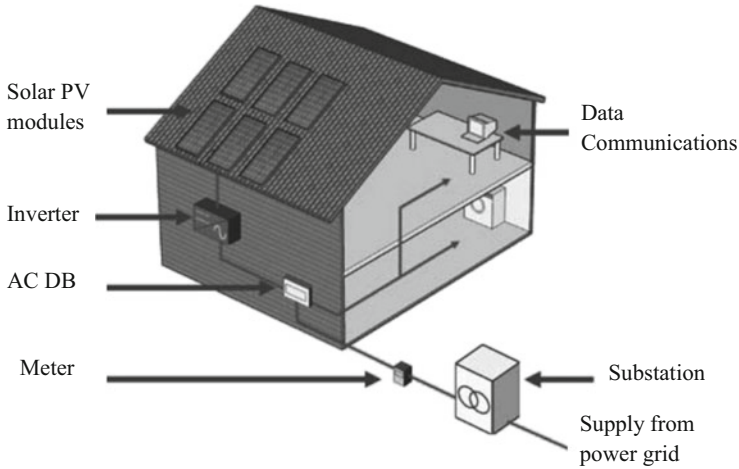 Solar PV
modules
Data
Communications
Inverter
AC DB
Meter
Substation
Supply from
power grid